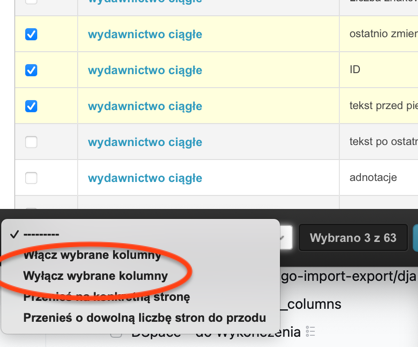 wydawnictwo ciągłe ostatnio zmien
wydawnictwo ciągłe ID
wydawnictwo ciągłe tekst przed pie
wydawnictwo ciągłe tekst po ostat
wydawnictwo ciągłe adnotacje
✓ ---------
Włącz wybrane kolumny
Wybrano 3 z 63
Wyłącz wybrane kolumny
go-import-export/dja
Przenieś na konkretną stronę
_columns
Przenieś o dowolną liczbę stron do przodu
DSpace - do Wykończenia